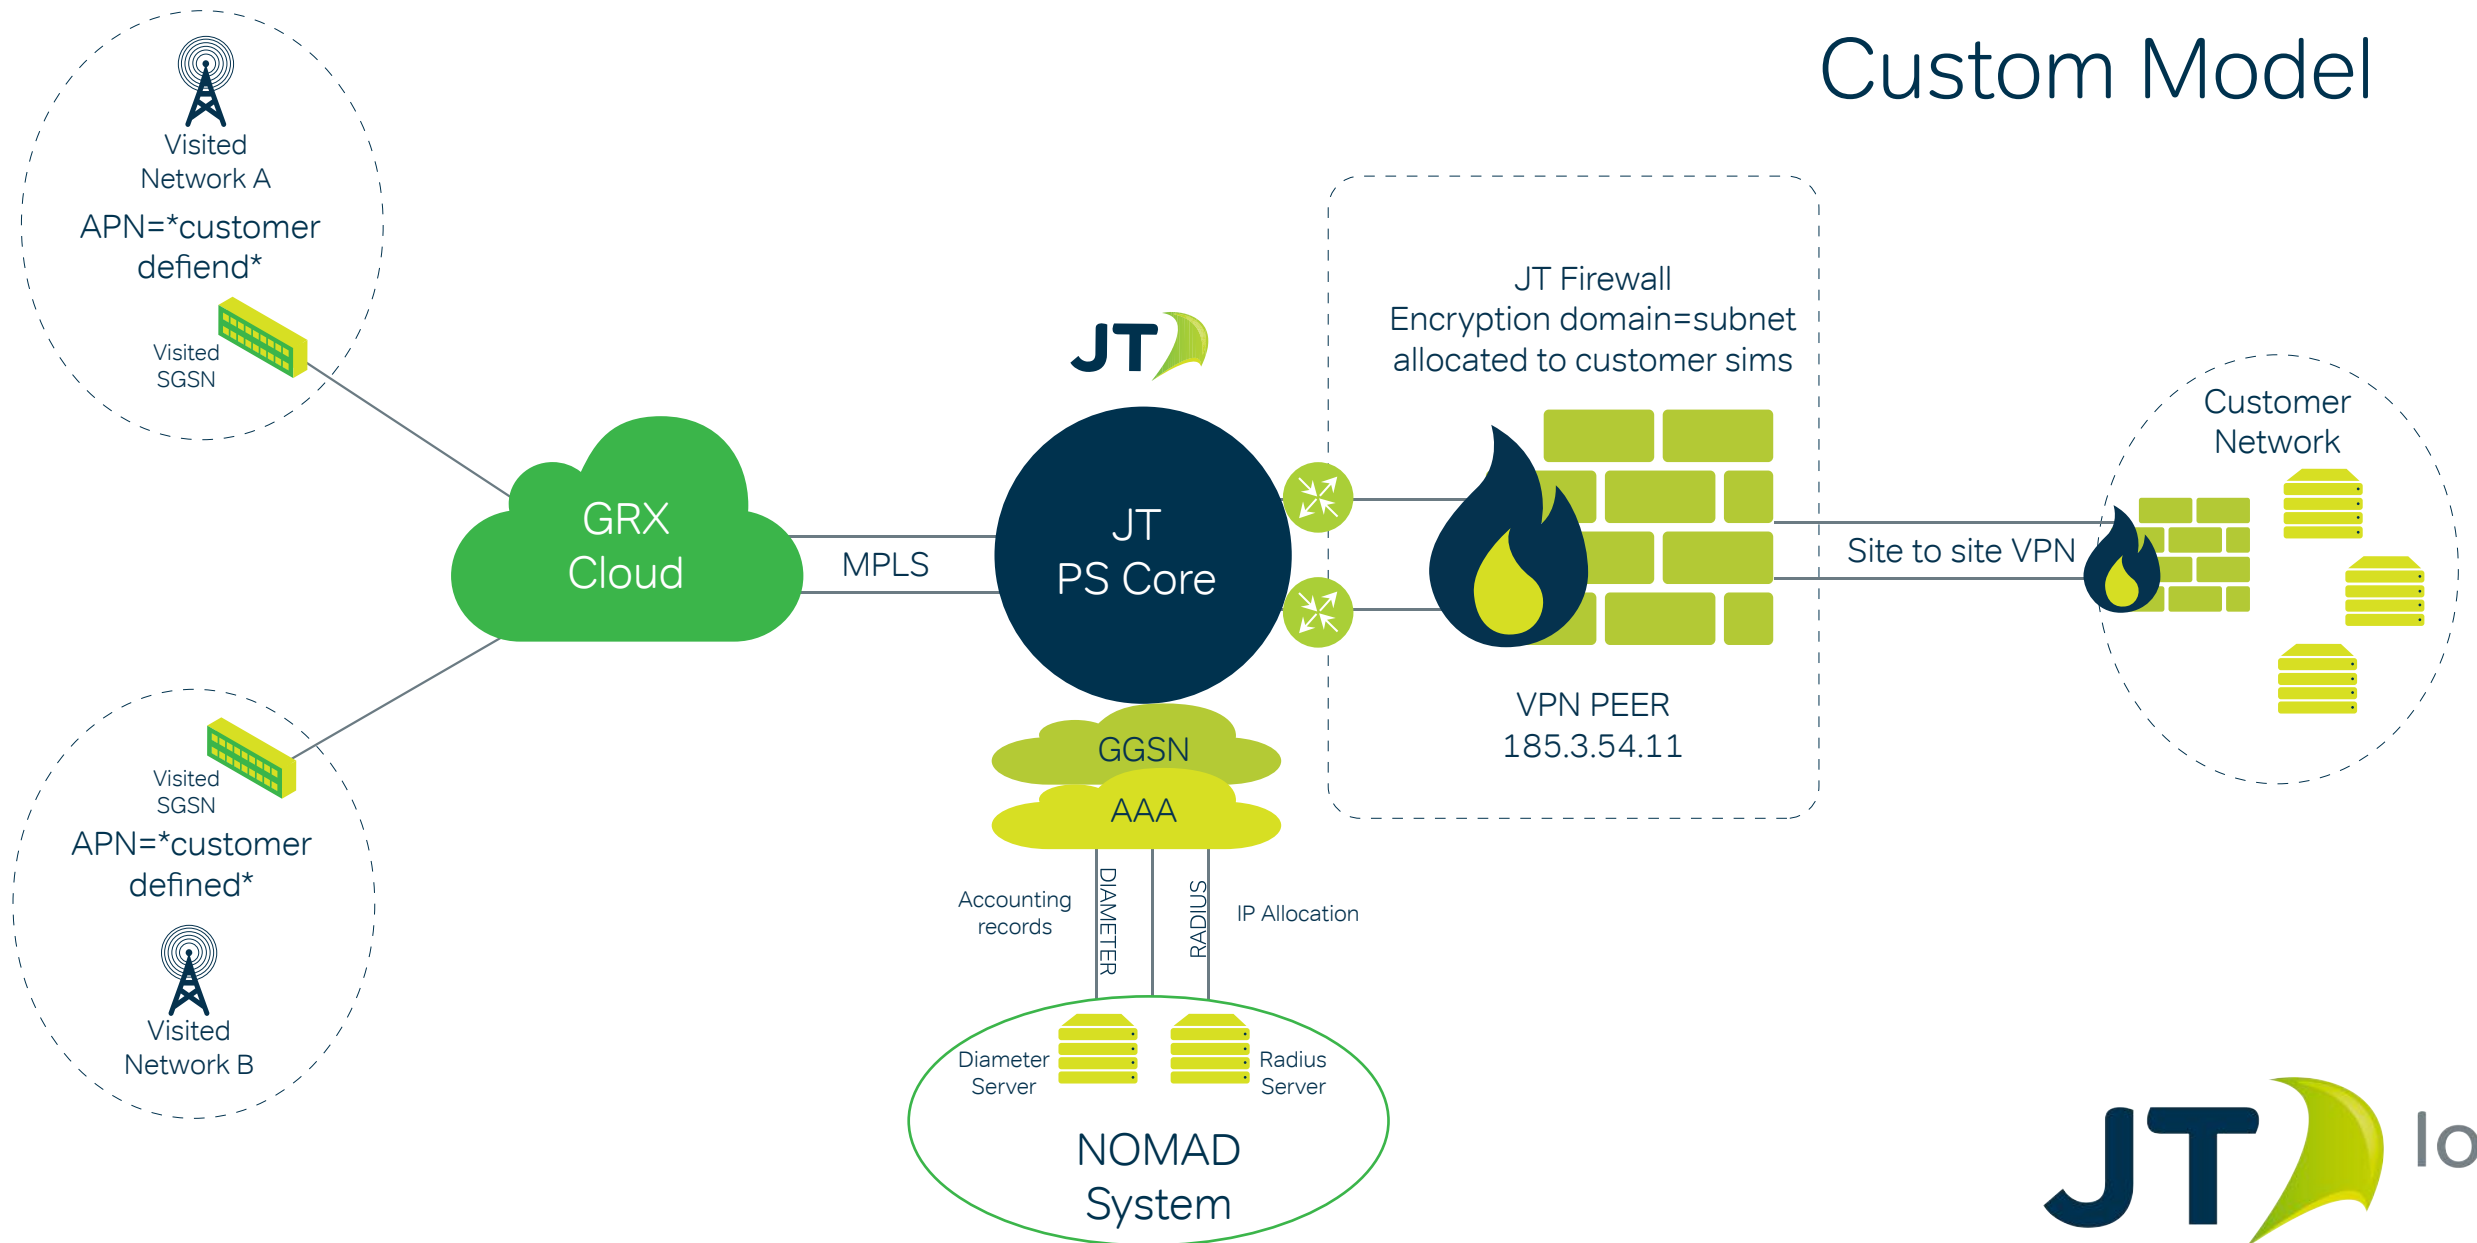 Custom Model
Visited
Network A
APN=*customer
defiend*
Visited
SGSN
GRX
Cloud
MPLS
JT
JT
PS Core
JT Firewall
Encryption domain=subnet
allocated to customer sims
VPN PEER
185.3.54.11
Site to site VPN
Customer
Network
Visited
SGSN
APN=*customer
defined*
Visited
Network B
GGSN
AAA
Accounting
records
DIAMETER
RADIUS
IP Allocation
Diameter
Server
Radius
Server
NOMAD
System
JT